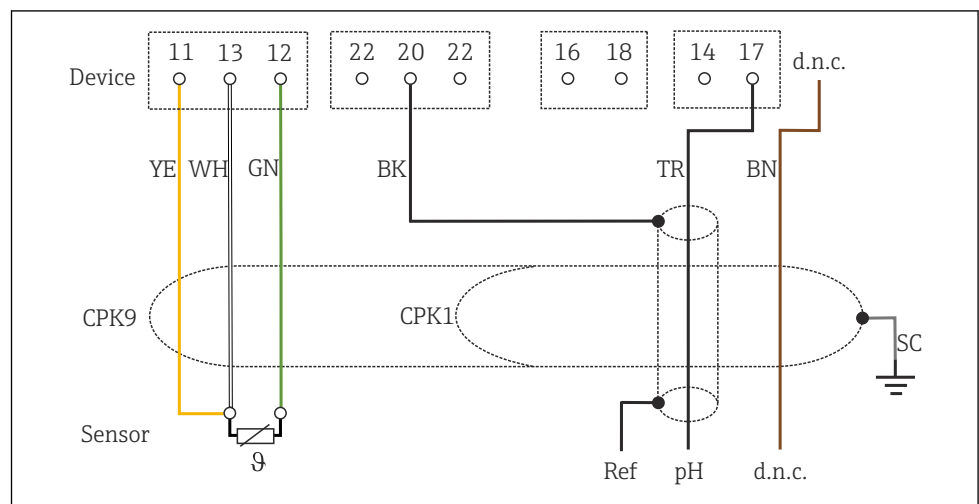 11 13 12 22 20 22 16 18 14 17 d.n.c.
Device
YE WH GN BK TR BN
CPK9 CPK1 SC
Sensor
ϑ Ref pH d.n.c.